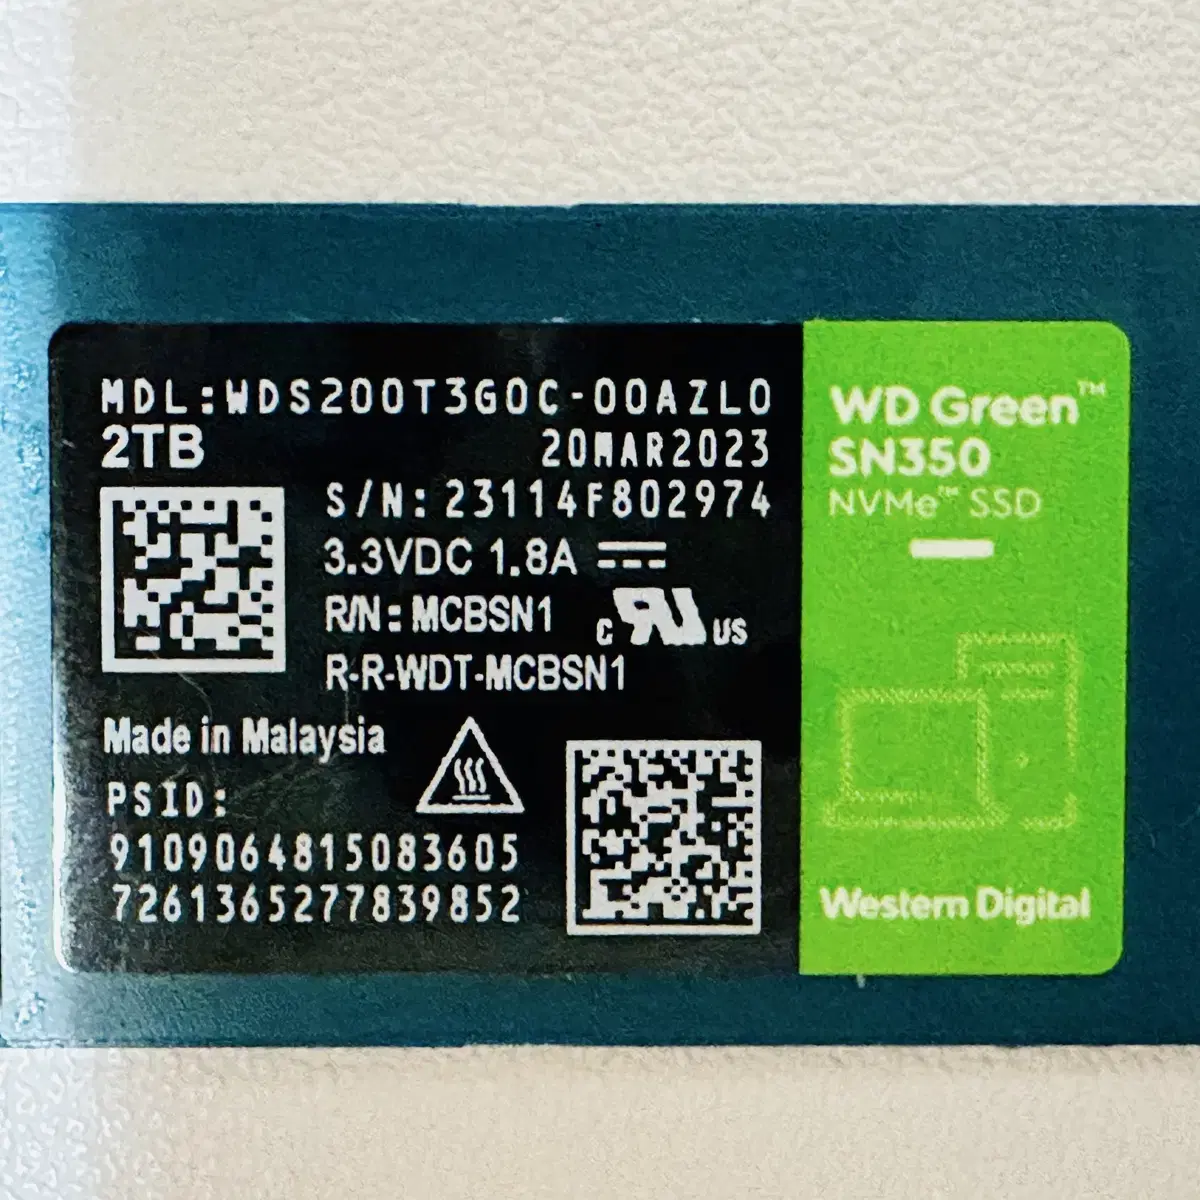 MDL:WDS200T3G0C-00AZL0
2TB
20MAR2023
S/N: 23114F802974
3.3VDC 1.8A
R/N: MCBSN1
c RU US
R-R-WDT-MCBSN1
Made in Malaysia
PSID:
9109064815083605
7261365277839852
WD Green™
SN350
NVMe™ SSD
Western Digital